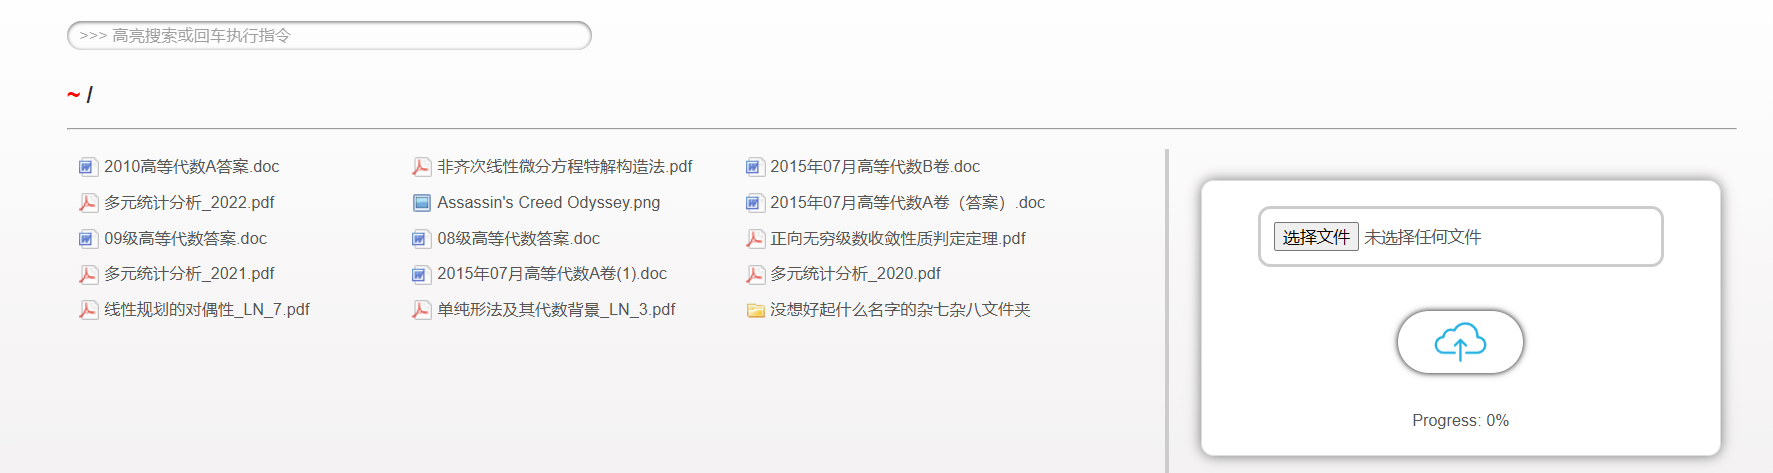 >>> 高亮搜索或回车执行指令
~ /
2010高等代数A答案.doc
非齐次线性微分方程特解构造法.pdf
2015年07月高等代数B卷.doc
多元统计分析_2022.pdf
Assassin's Creed Odyssey.png
2015年07月高等代数A卷（答案）.doc
09级高等代数答案.doc
08级高等代数答案.doc
正向无穷级数收敛性质判定定理.pdf
多元统计分析_2021.pdf
2015年07月高等代数A卷(1).doc
多元统计分析_2020.pdf
线性规划的对偶性_LN_7.pdf
单纯形法及其代数背景_LN_3.pdf
没想好起什么名字的杂七杂八文件夹
选择文件 未选择任何文件
Progress: 0%